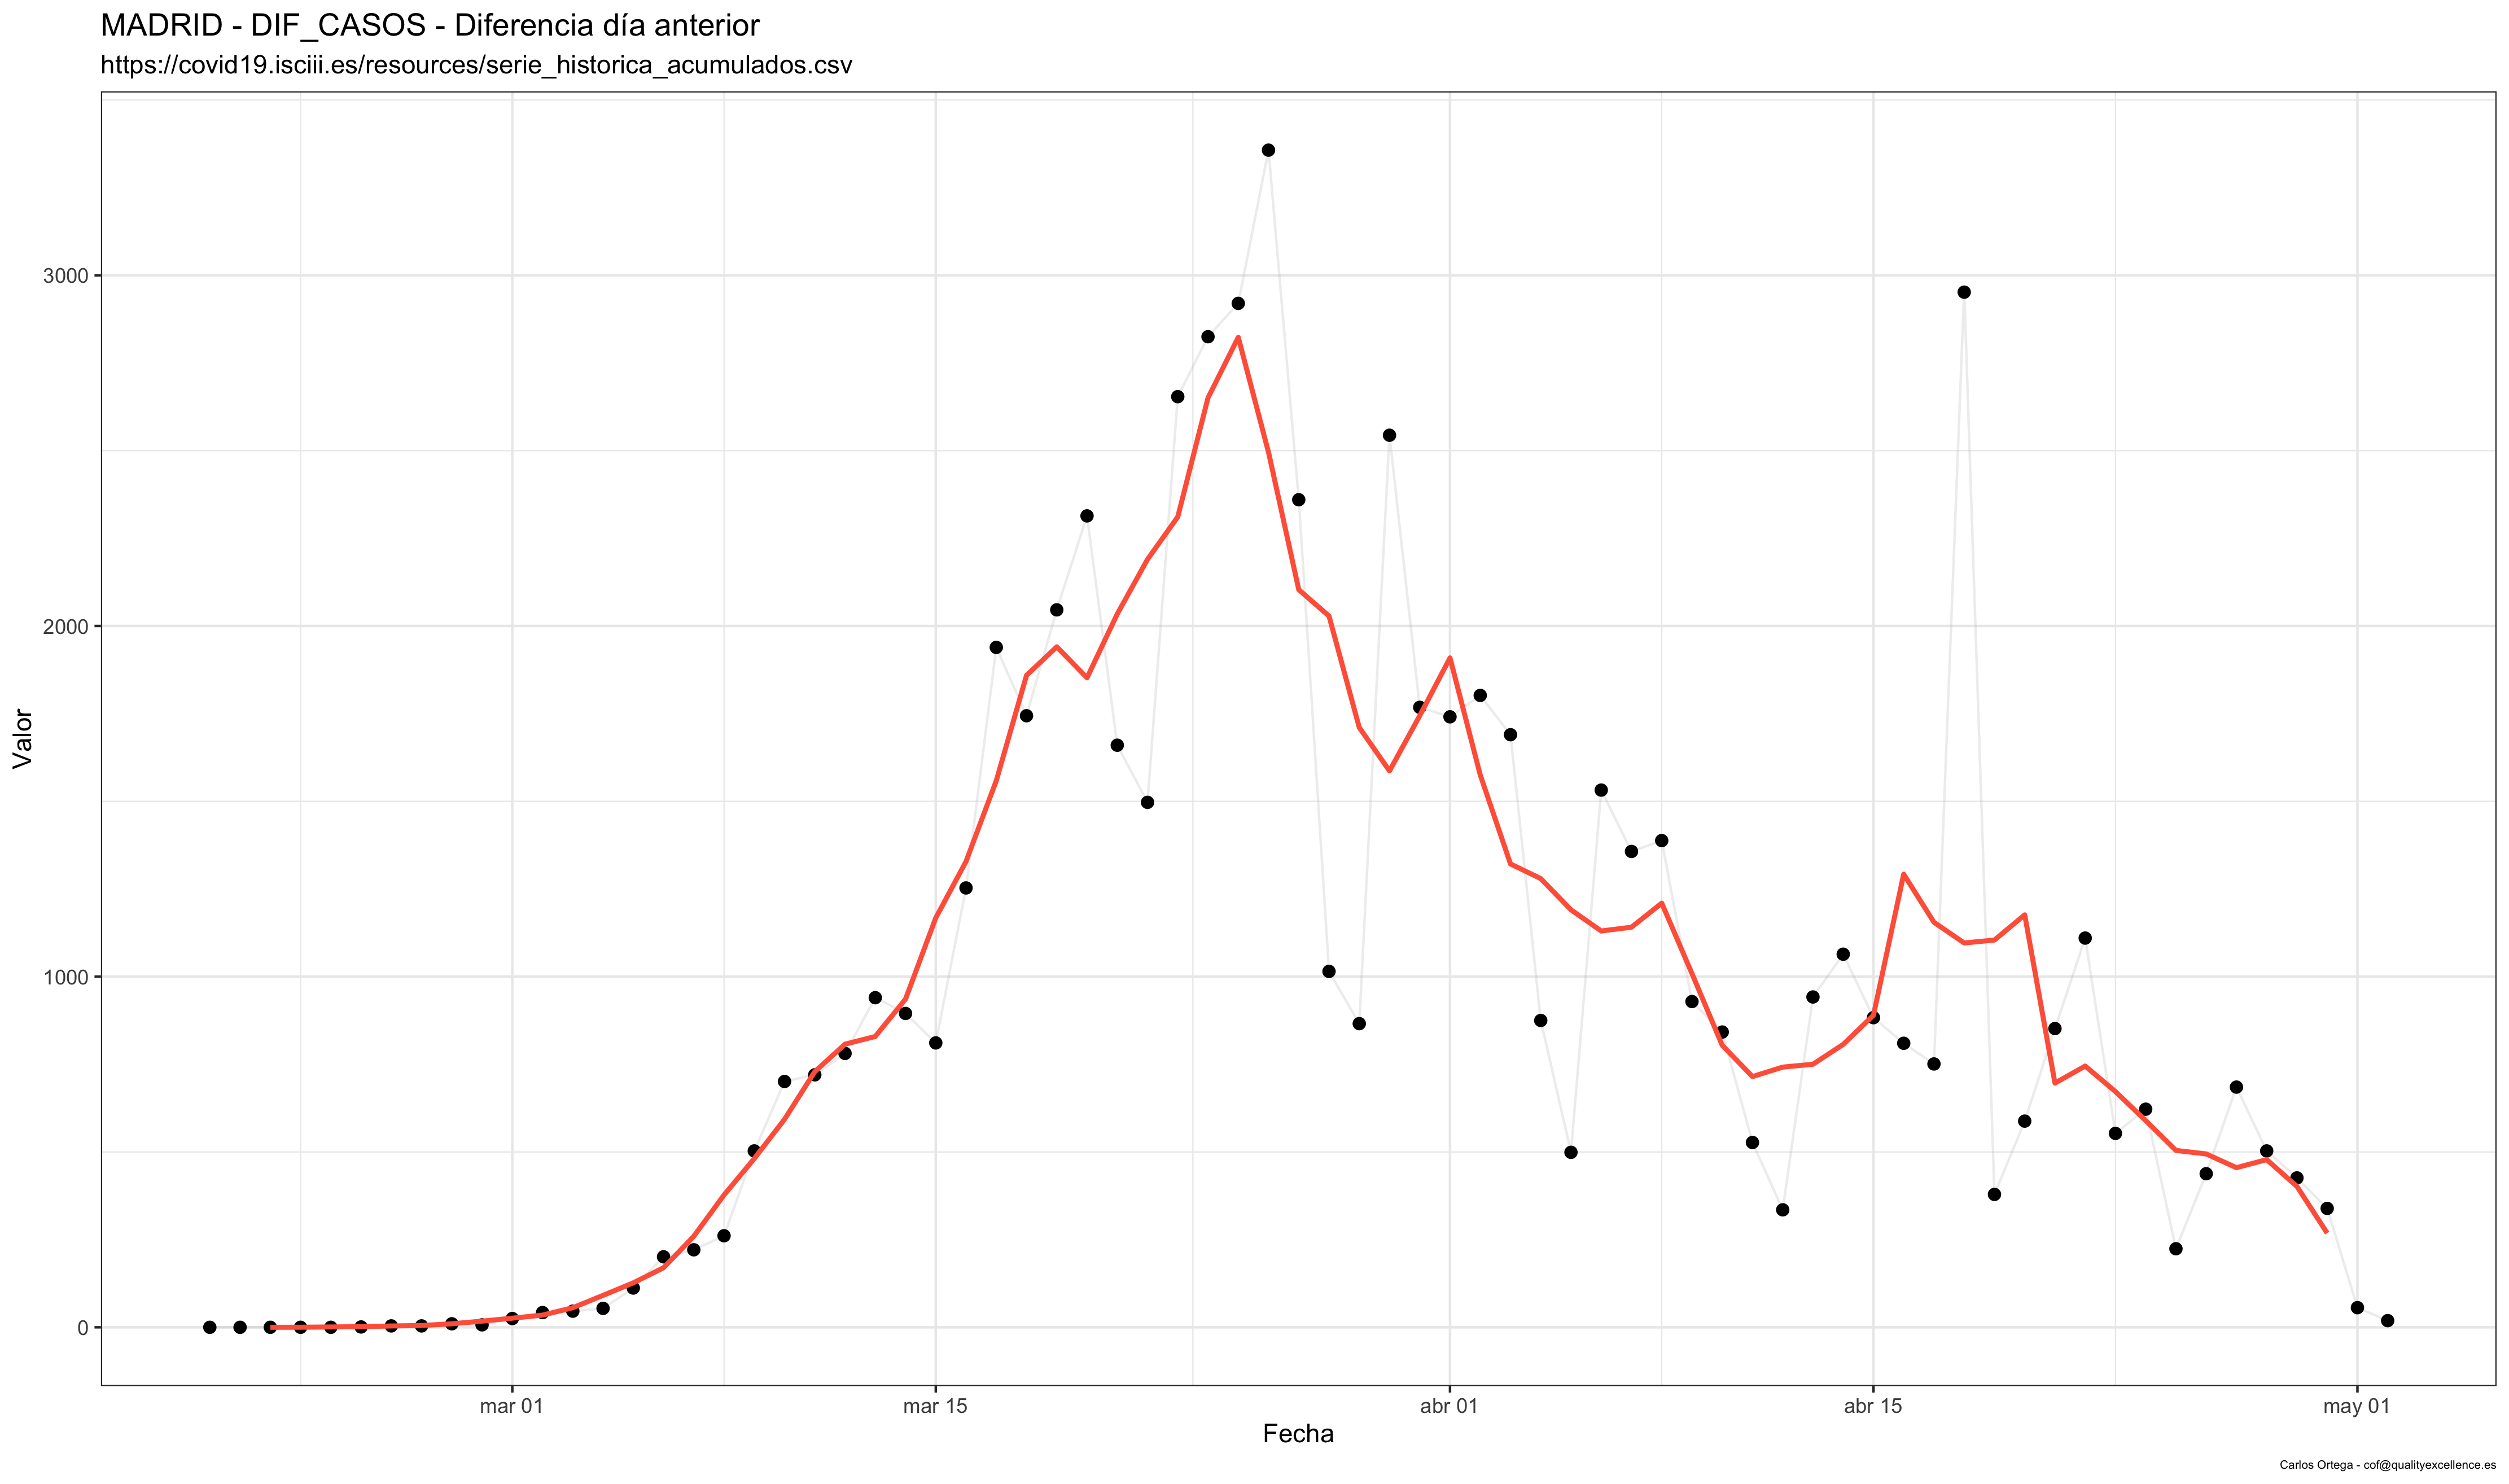 MADRID - DIF_CASOS - Diferencia día anterior
https://covid19.isciii.es/resources/serie_historica_acumulados.csv
3000
2000
1000
0
Valor
mar 01
mar 15
abr 01
abr 15
may 01
Fecha
Carlos Ortega - cof@qualityexcellence.es